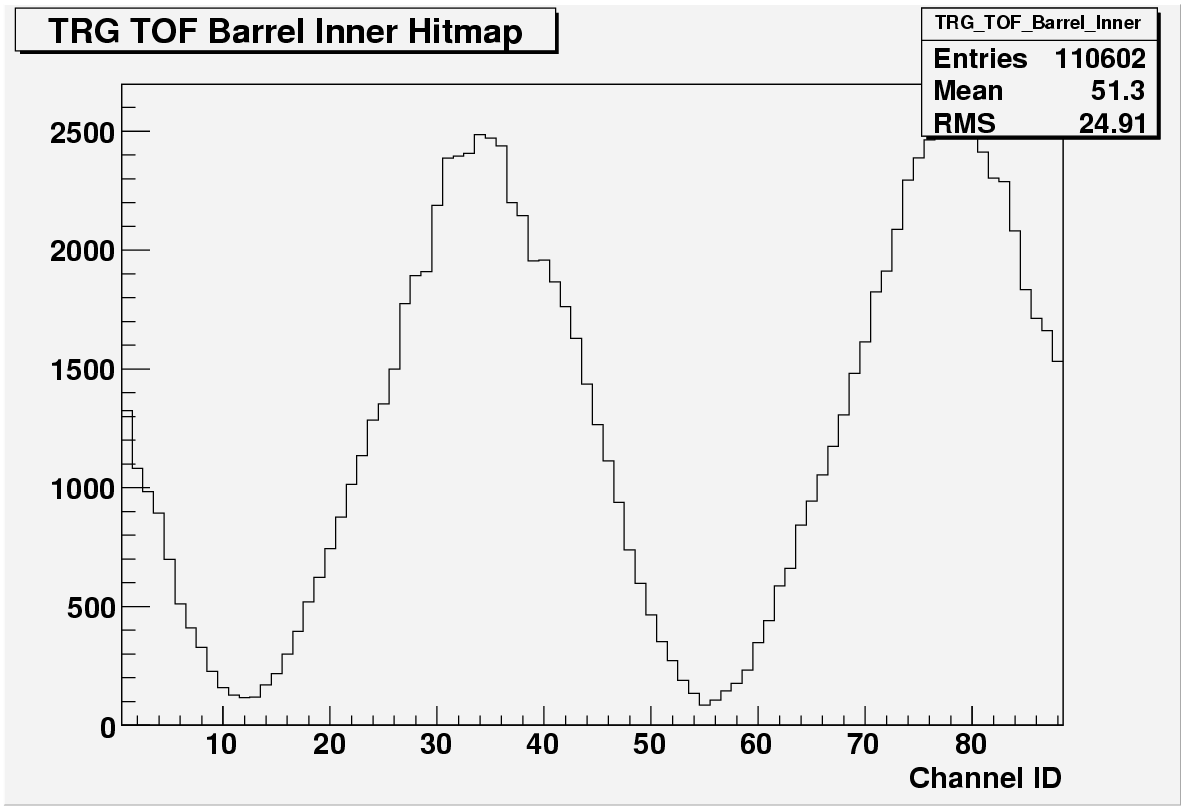 TRG TOF Barrel Inner Hitmap
TRG_TOF_Barrel_Inner
Entries 110602
Mean 51.3
RMS 24.91
2500
2000
1500
1000
500
0
10 20 30 40 50 60 70 80
Channel ID